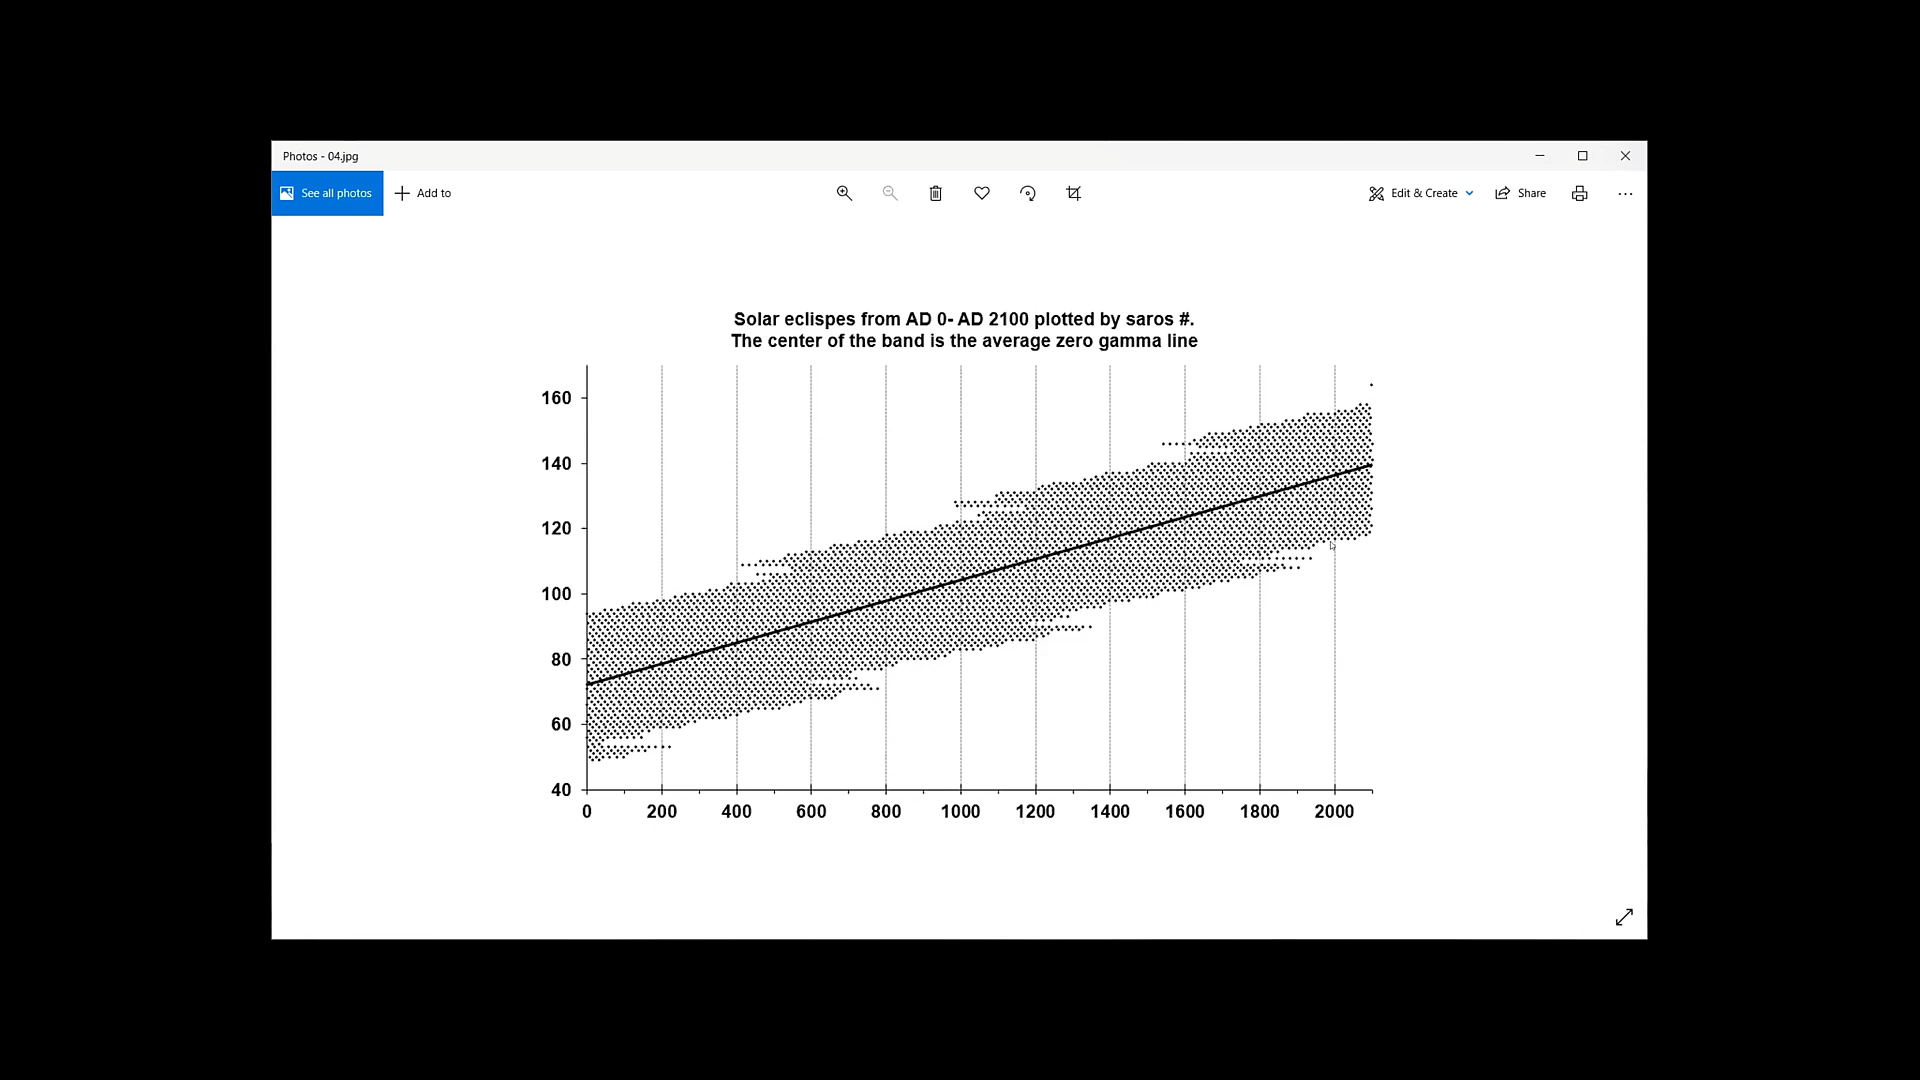 Photos - 04.jpg
See all photos
Add to
Edit & Create
Share
Solar eclispes from AD 0- AD 2100 plotted by saros #.
The center of the band is the average zero gamma line
160
140
120
100
80
60
40
0 200 400 600 800 1000 1200 1400 1600 1800 2000